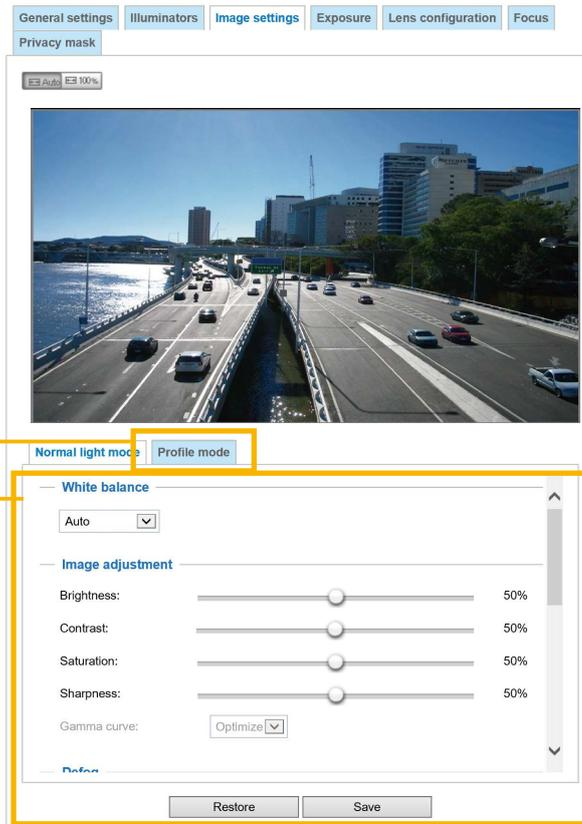 General settings Illuminators Image settings Exposure Lens configuration Focus
Privacy mask
Auto 100%
Normal light mode Profile mode
White balance
Auto
Image adjustment
Brightness: 50%
Contrast: 50%
Saturation: 50%
Sharpness: 50%
Gamma curve: Optimize
Defog
Restore Save